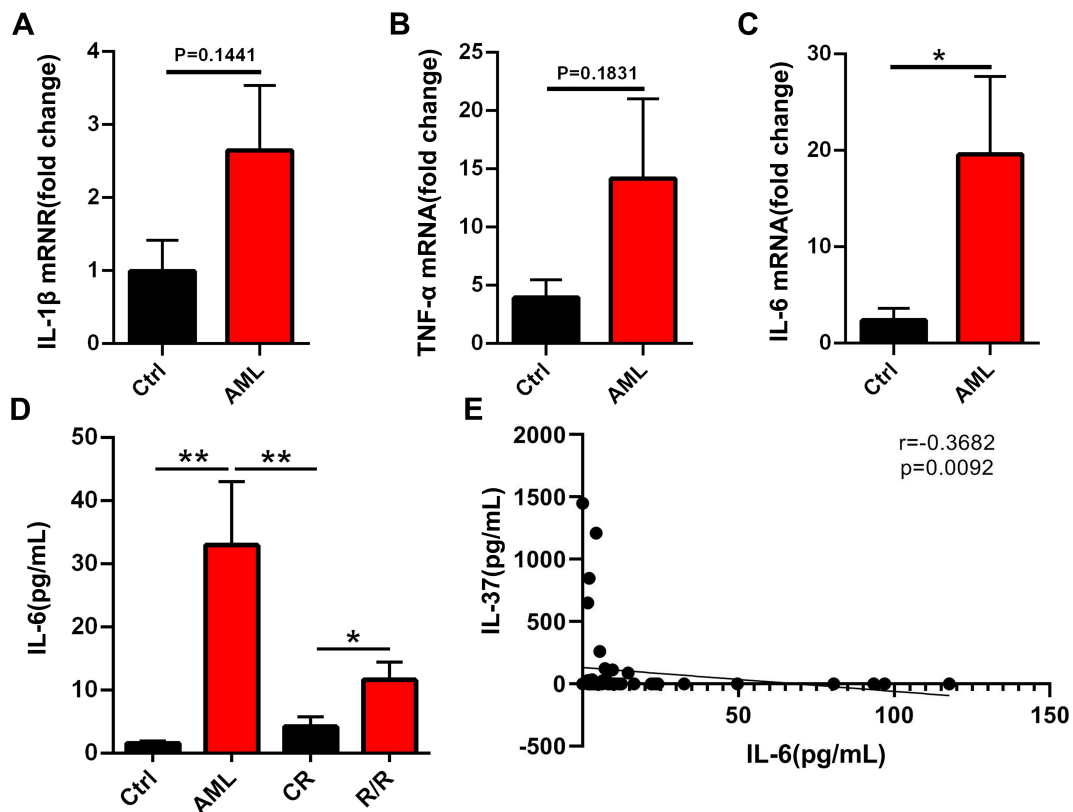 A
IL-1β mRNR(fold change)
4
3
2
1
0
P=0.1441
Ctrl
AML
B
TNF-α mRNA(fold change)
25
20
15
10
5
0
P=0.1831
Ctrl
AML
C
IL-6 mRNA(fold change)
30
20
10
0
*
Ctrl
AML
D
IL-6(pg/mL)
50
40
30
20
10
0
**
**
*
Ctrl
AML
CR
R/R
E
IL-37(pg/mL)
2000
1500
1000
500
0
-500
r=-0.3682
p=0.0092
50
100
150
IL-6(pg/mL)